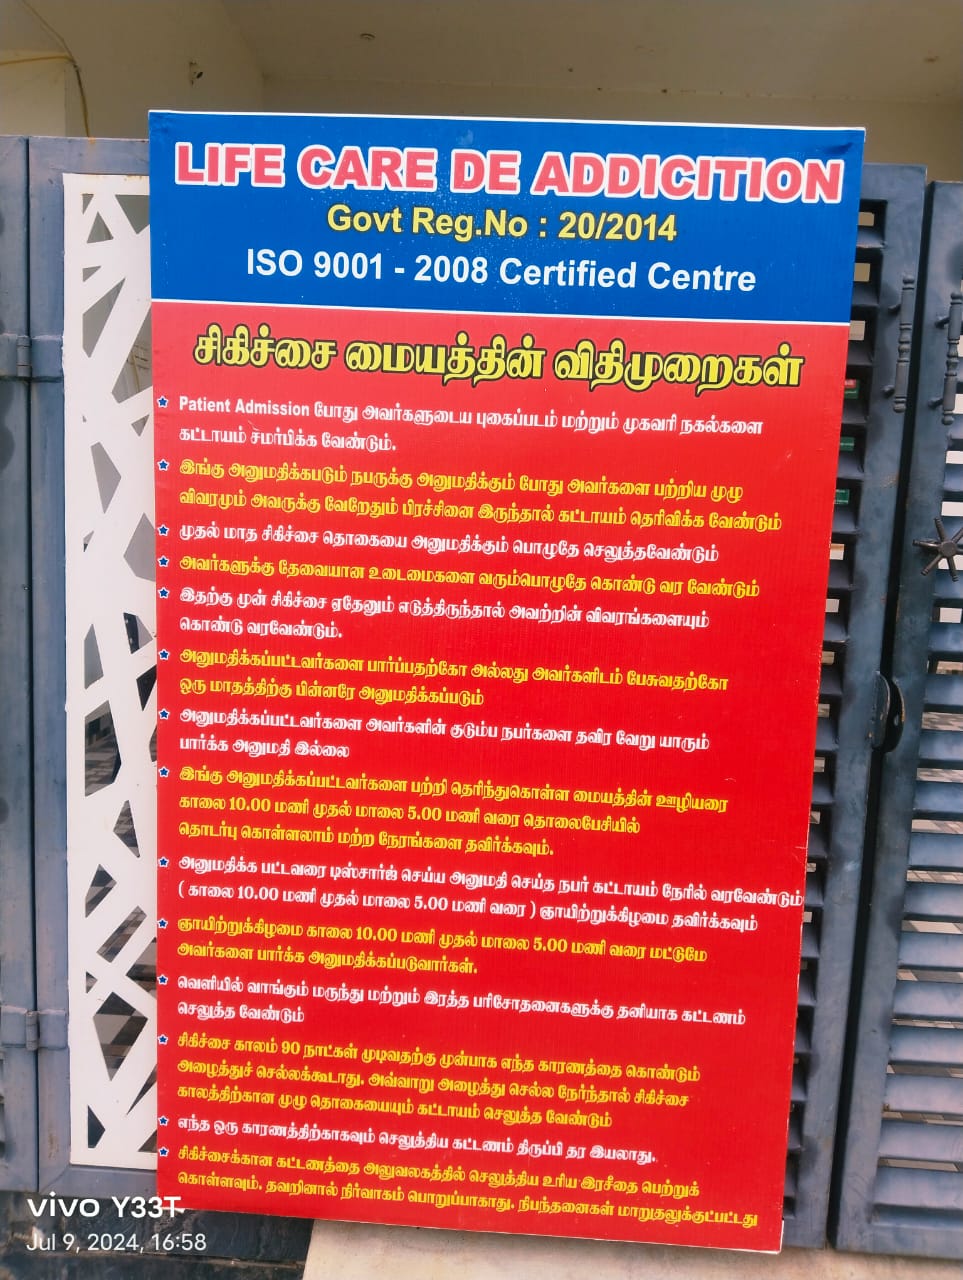 LIFE CARE DE ADDICITION
Govt Reg.No : 20/2014
ISO 9001 - 2008 Certified Centre
சிகிச்சை மையத்தின் விதிமுறைகள்
Patient Admission போது அவர்களுடைய புகைப்படம் மற்றும் முகவரி நகல்களை
கட்டாயம் சமர்பிக்க வேண்டும்.
இங்கு அனுமதிக்கபடும் நபருக்கு அனுமதிக்கும் போது அவர்களை பற்றிய முழு
விவரமும் அவருக்கு வேறேதும் பிரச்சினை இருந்தால் கட்டாயம் தெரிவிக்க வேண்டும்
முதல் மாத சிகிச்சை தொகையை அனுமதிக்கும் பொழுதே செலுத்தவேண்டும்
அவர்களுக்கு தேவையான உடைமைகளை வரும்பொழுதே கொண்டு வர வேண்டும்
இதற்கு முன் சிகிச்சை ஏதேனும் எடுத்திருந்தால் அவற்றின் விவரங்களையும்
கொண்டு வரவேண்டும்.
அனுமதிக்கப்பட்டவர்களை பார்ப்பதற்கோ அல்லது அவர்களிடம் பேசுவதற்கோ
ஒரு மாதத்திற்கு பின்னரே அனுமதிக்கப்படும்
அனுமதிக்கப்பட்டவர்களை அவர்களின் குடும்ப நபர்களை தவிர வேறு யாரும்
பார்க்க அனுமதி இல்லை
இங்கு அனுமதிக்கப்பட்டவர்களை பற்றி தெரிந்துகொள்ள மையத்தின் ஊழியரை
காலை 10.00 மணி முதல் மாலை 5.00 மணி வரை தொலைபேசியில்
தொடர்பு கொள்ளலாம் மற்ற நேரங்களை தவிர்க்கவும்.
அனுமதிக்க பட்டவரை டிஸ்சார்ஜ் செய்ய அனுமதி செய்த நபர் கட்டாயம் நேரில் வரவேண்டும்
( காலை 10.00 மணி முதல் மாலை 5.00 மணி வரை ) ஞாயிற்றுக்கிழமை தவிர்க்கவும்
ஞாயிற்றுக்கிழமை காலை 10.00 மணி முதல் மாலை 5.00 மணி வரை மட்டுமே
அவர்களை பார்க்க அனுமதிக்கப்படுவார்கள்.
வெளியில் வாங்கும் மருந்து மற்றும் இரத்த பரிசோதனைகளுக்கு தனியாக கட்டணம்
செலுத்த வேண்டும்
சிகிச்சை காலம் 90 நாட்கள் முடிவதற்கு முன்பாக எந்த காரணத்தை கொண்டும்
அழைத்துச் செல்லக்கூடாது. அவ்வாறு அழைத்து செல்ல நேர்ந்தால் சிகிச்சை
காலத்திற்கான முழு தொகையையும் கட்டாயம் செலுத்த வேண்டும்
எந்த ஒரு காரணத்திற்காகவும் செலுத்திய கட்டணம் திருப்பி தர இயலாது.
சிகிச்சைக்கான கட்டணத்தை அலுவலகத்தில் செலுத்திய உரிய இரசீதை பெற்றுக்
கொள்ளவும். தவறினால் நிர்வாகம் பொறுப்பாகாது. நிபந்தனைகள் மாறுதலுக்குட்பட்டது
vivo Y33T
Jul 9, 2024, 16:58